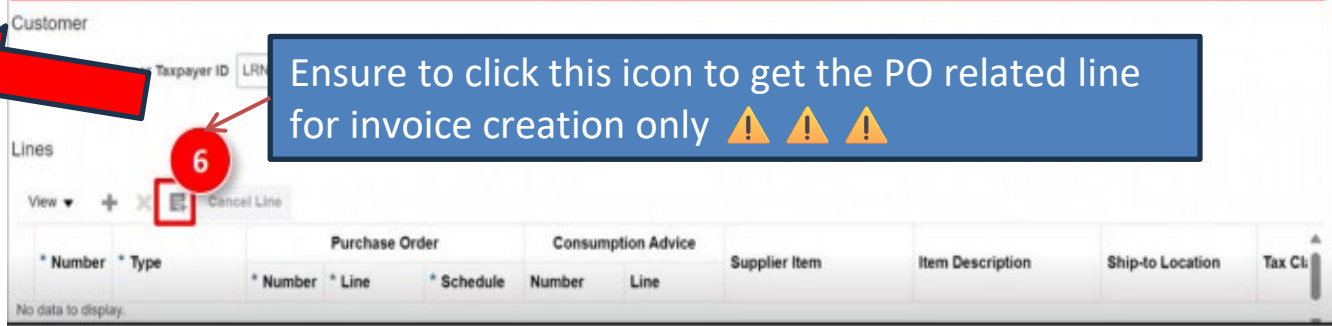 Customer
Taxpayer ID LRN
Ensure to click this icon to get the PO related line
for invoice creation only
Lines
6
View
Cancel Line
* Number * Type Purchase Order Consumption Advice Supplier Item Item Description Ship-to Location Tax
* Number * Line * Schedule Number Line
No data to display.